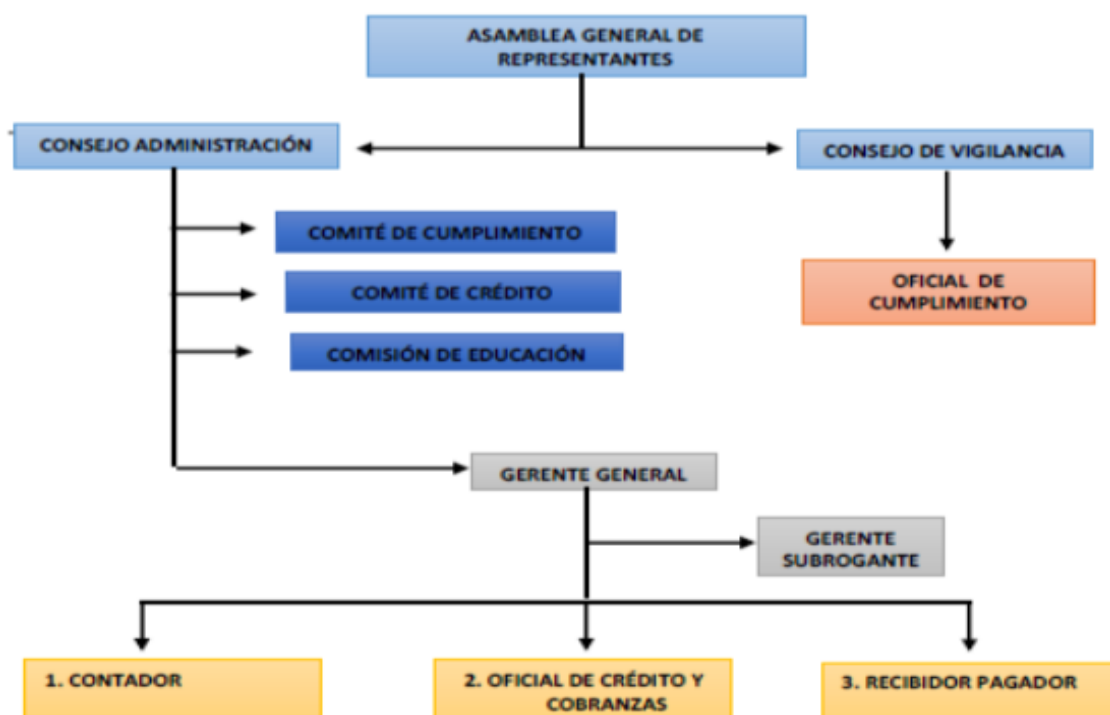 ASAMBLEA GENERAL DE
REPRESENTANTES
CONSEJO ADMINISTRACIÓN
CONSEJO DE VIGILANCIA
COMITÉ DE CUMPLIMIENTO
OFICIAL DE
CUMPLIMIENTO
COMITÉ DE CRÉDITO
COMISIÓN DE EDUCACIÓN
GERENTE GENERAL
GERENTE
SUBROGANTE
1. CONTADOR
2. OFICIAL DE CRÉDITO Y
COBRANZAS
3. RECIBIDOR PAGADOR